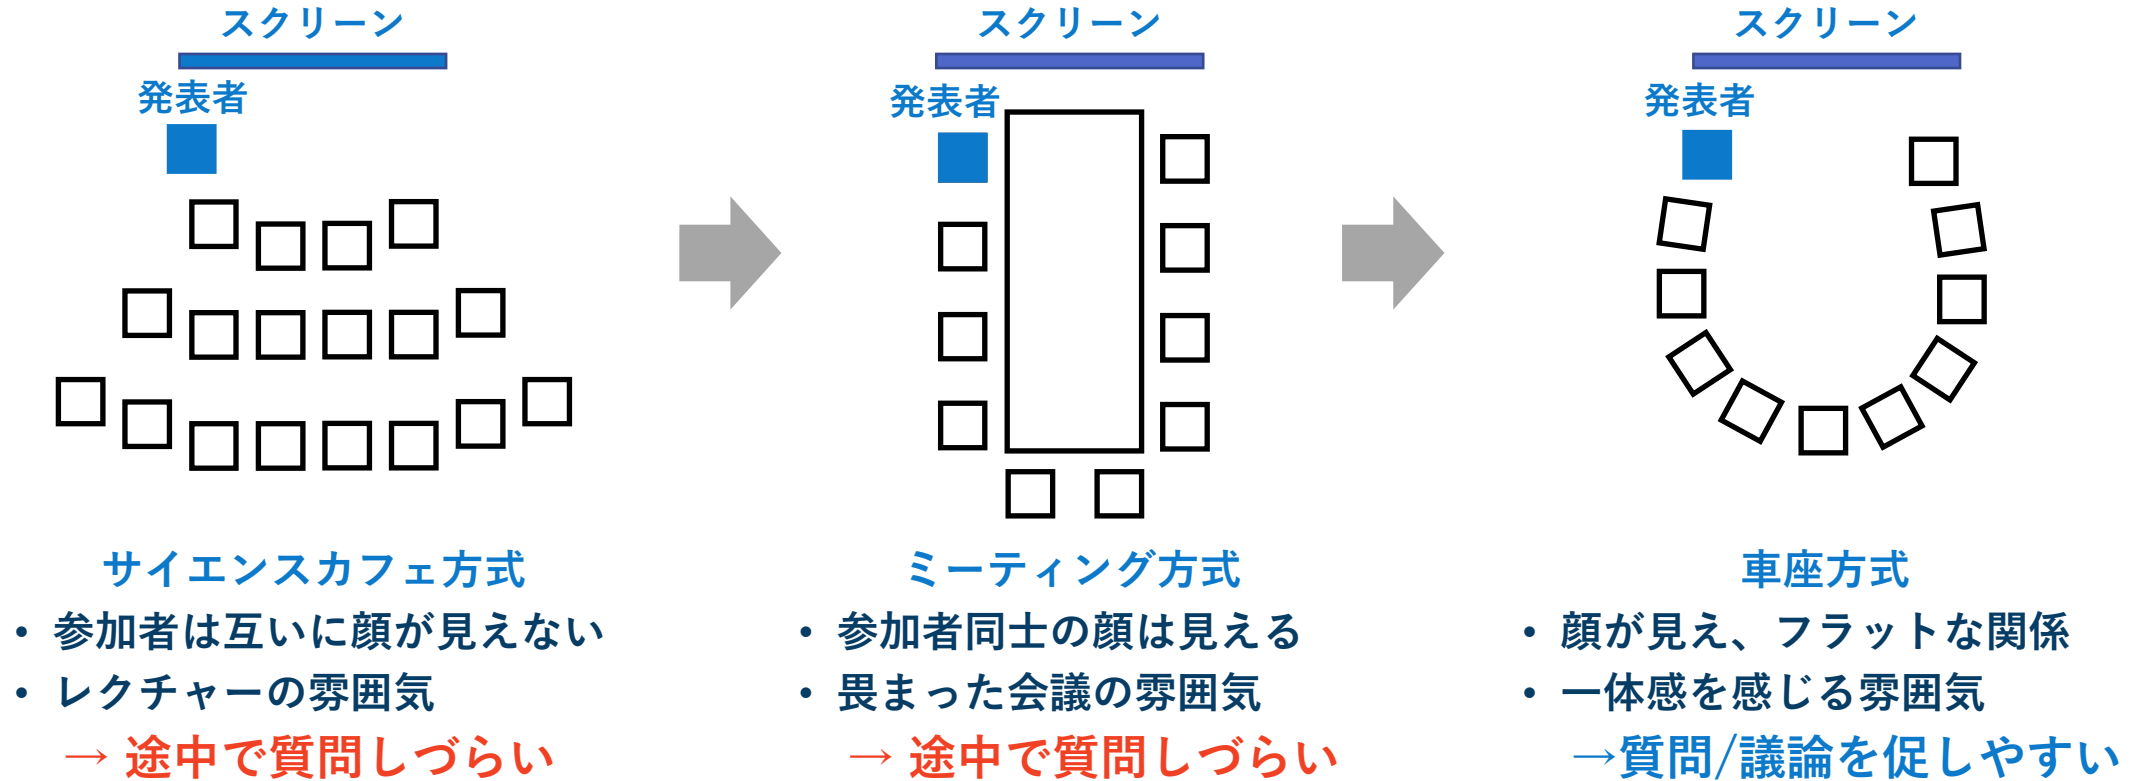 スクリーン
発表者
サイエンスカフェ方式
• 参加者は互いに顔が見えない
• レクチャーの雰囲気
→ 途中で質問しづらい
スクリーン
発表者
ミーティング方式
• 参加者同士の顔は見える
• 畏まった会議の雰囲気
→ 途中で質問しづらい
スクリーン
発表者
車座方式
• 顔が見え、フラットな関係
• 一体感を感じる雰囲気
→質問/議論を促しやすい